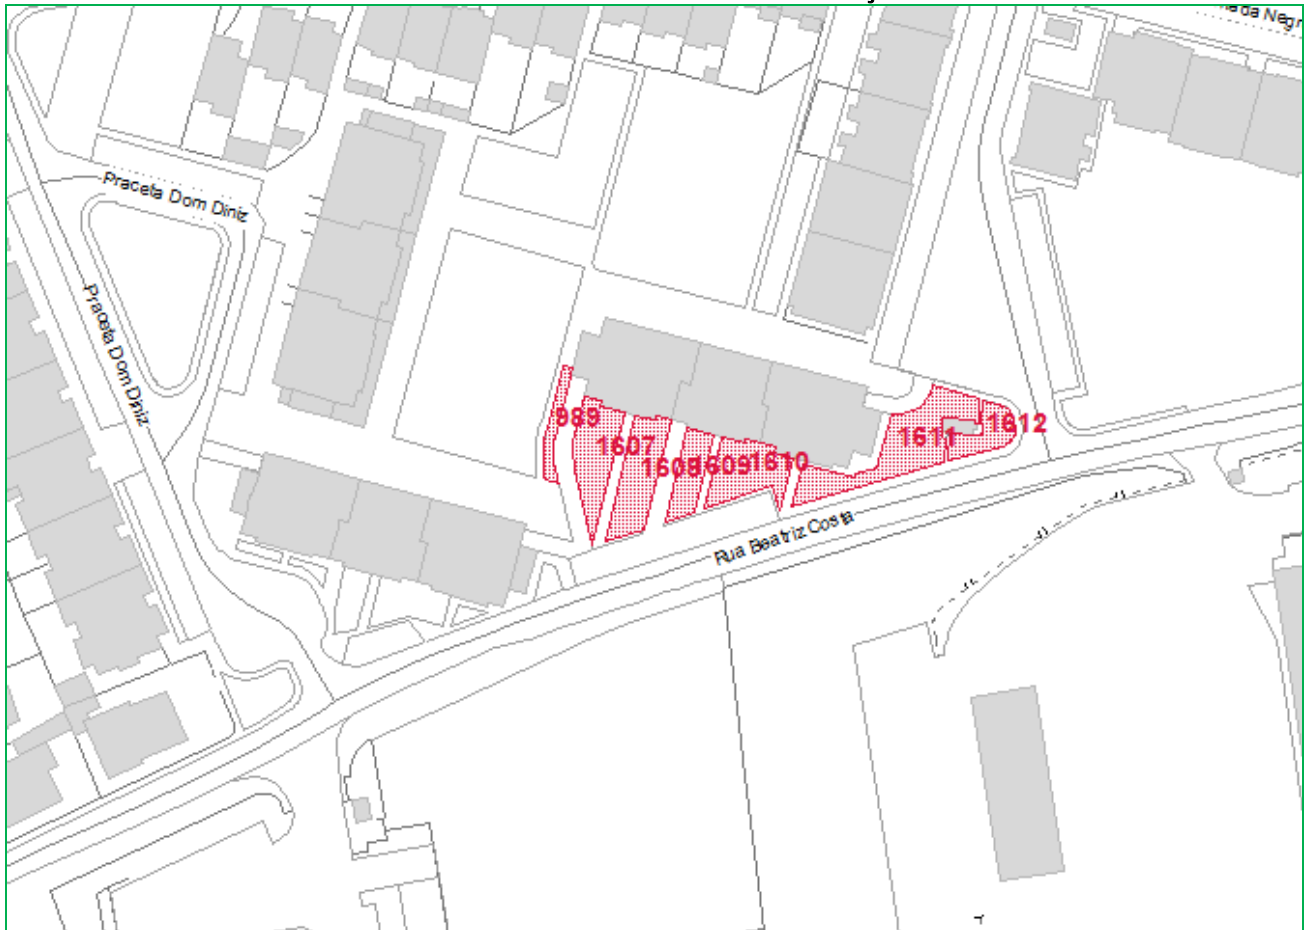 Praceta Dom Diniz
Praceta Dom Diniz
989
1607
1608
1609
1610
1611
1612
Rua Beatriz Costa